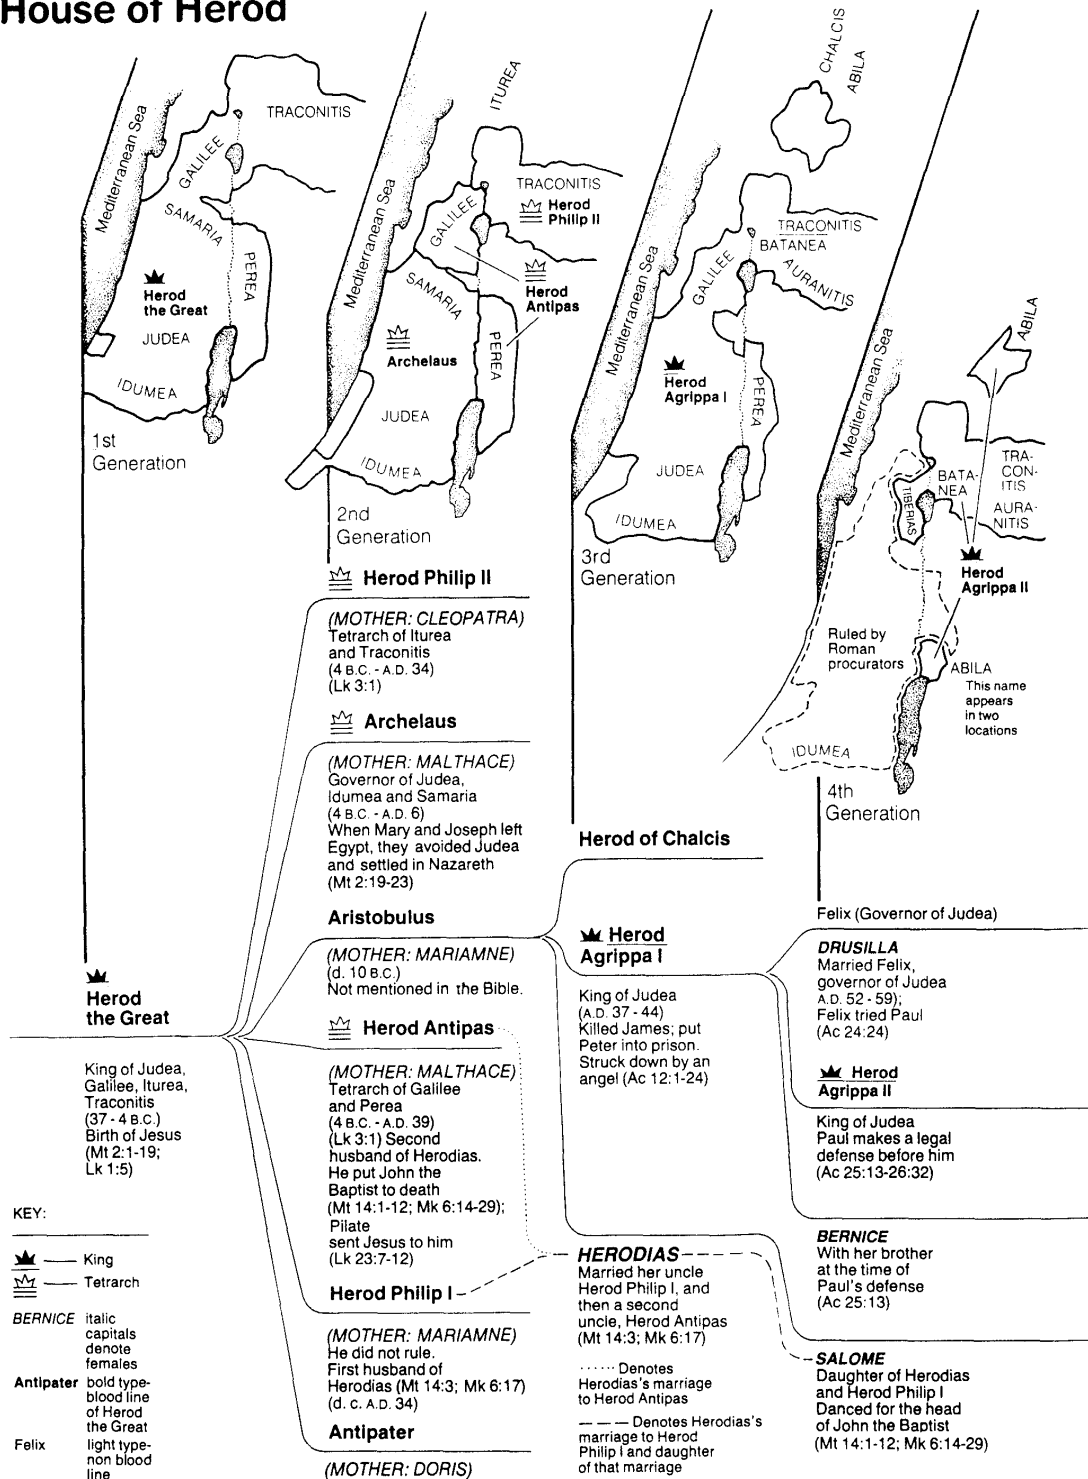 House of Herod
Mediterranean Sea
TRACONITIS
GALILEE
SAMARIA
PEREA
Herod
the Great
JUDEA
IDUMEA
1st
Generation
ITUREA
Mediterranean Sea
TRACONITIS
Herod
Philip II
GALILEE
SAMARIA
Herod
Antipas
PEREA
Archelaus
JUDEA
IDUMEA
2nd
Generation
CHALCIS
ABILA
Mediterranean Sea
TRACONITIS
BATANEA
AURANITIS
GALILEE
Herod
Agrippa I
PEREA
JUDEA
IDUMEA
3rd
Generation
ABILA
Mediterranean Sea
BATA-
NEA
TRA-
CON-
ITIS
AURA-
NITIS
TIBERIAS
Herod
Agrippa II
Ruled by
Roman
procurators
ABILA
This name
appears
in two
locations
IDUMEA
4th
Generation
Herod
the Great
King of Judea,
Galilee, Iturea,
Traconitis
(37 - 4 B.C.)
Birth of Jesus
(Mt 2:1-19;
Lk 1:5)
Herod Philip II
(MOTHER: CLEOPATRA)
Tetrarch of Iturea
and Traconitis
(4 B.C. - A.D. 34)
(Lk 3:1)
Archelaus
(MOTHER: MALTHACE)
Governor of Judea,
Idumea and Samaria
(4 B.C. - A.D. 6)
When Mary and Joseph left
Egypt, they avoided Judea
and settled in Nazareth
(Mt 2:19-23)
Aristobulus
(MOTHER: MARIAMNE)
(d. 10 B.C.)
Not mentioned in the Bible.
Herod Antipas
(MOTHER: MALTHACE)
Tetrarch of Galilee
and Perea
(4 B.C. - A.D. 39)
(Lk 3:1) Second
husband of Herodias.
He put John the
Baptist to death
(Mt 14:1-12; Mk 6:14-29);
Pilate
sent Jesus to him
(Lk 23:7-12)
Herod Philip I
(MOTHER: MARIAMNE)
He did not rule.
First husband of
Herodias (Mt 14:3; Mk 6:17)
(d. c. A.D. 34)
Antipater
(MOTHER: DORIS)
Herod of Chalcis
Herod
Agrippa I
King of Judea
(A.D. 37 - 44)
Killed James; put
Peter into prison.
Struck down by an
angel (Ac 12:1-24)
HERODIAS
Married her uncle
Herod Philip I, and
then a second
uncle, Herod Antipas
(Mt 14:3; Mk 6:17)
...... Denotes
Herodias's marriage
to Herod Antipas
— — — Denotes Herodias's
marriage to Herod
Philip I and daughter
of that marriage
Felix (Governor of Judea)
DRUSILLA
Married Felix,
governor of Judea
A.D. 52 - 59);
Felix tried Paul
(Ac 24:24)
Herod
Agrippa II
King of Judea
Paul makes a legal
defense before him
(Ac 25:13-26:32)
BERNICE
With her brother
at the time of
Paul's defense
(Ac 25:13)
SALOME
Daughter of Herodias
and Herod Philip I
Danced for the head
of John the Baptist
(Mt 14:1-12; Mk 6:14-29)
KEY:
King
Tetrarch
BERNICE italic
capitals
denote
females
Antipater bold type-
blood line
of Herod
the Great
Felix light type-
non blood
line